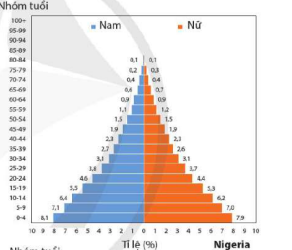 Nhóm tuổi
Nam Nữ
100+
95-99
90-94
85-89
80-84 0,1 0,1
75-79 0,2 0,3
70-74 0,4 0,4
65-69 0,6 0,7
60-64 0,9 0,9
55-59 1,1 1,2
50-54 1,5 1,5
45-49 1,9 1,9
40-44 2,3 2,3
35-39 2,7 2,6
30-34 3,1 3,1
25-29 3,8 3,7
20-24 4,6 4,4
15-19 5,5 5,3
10-14 6,4 6,2
5-9 7,1 7,0
0-4 8,1 7,9
10 9 8 7 6 5 4 3 2 1 0 1 2 3 4 5 6 7 8 9 10
Tỉ lệ (%) Nigeria